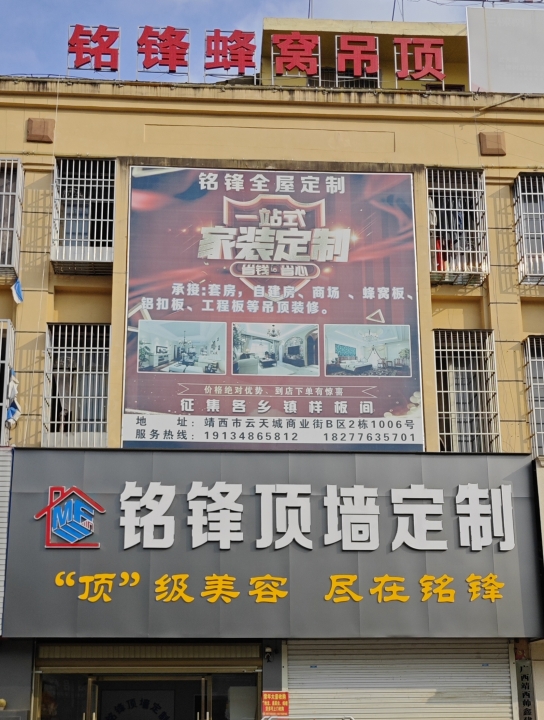 铭锋蜂窝吊顶
铭锋全屋定制
一站式
家装定制
省钱 省心
承接:套房，自建房、商场 、蜂窝板、
铝扣板、工程板等吊顶装修。
价格绝对优势、到店下单有惊喜
征集各乡镇样板间
地 址: 靖西市云天城商业街B区2栋1006号
服务热线: 19134865812 18277635701
铭锋顶墙定制
“顶”级美容 尽在铭锋
锋顶墙定